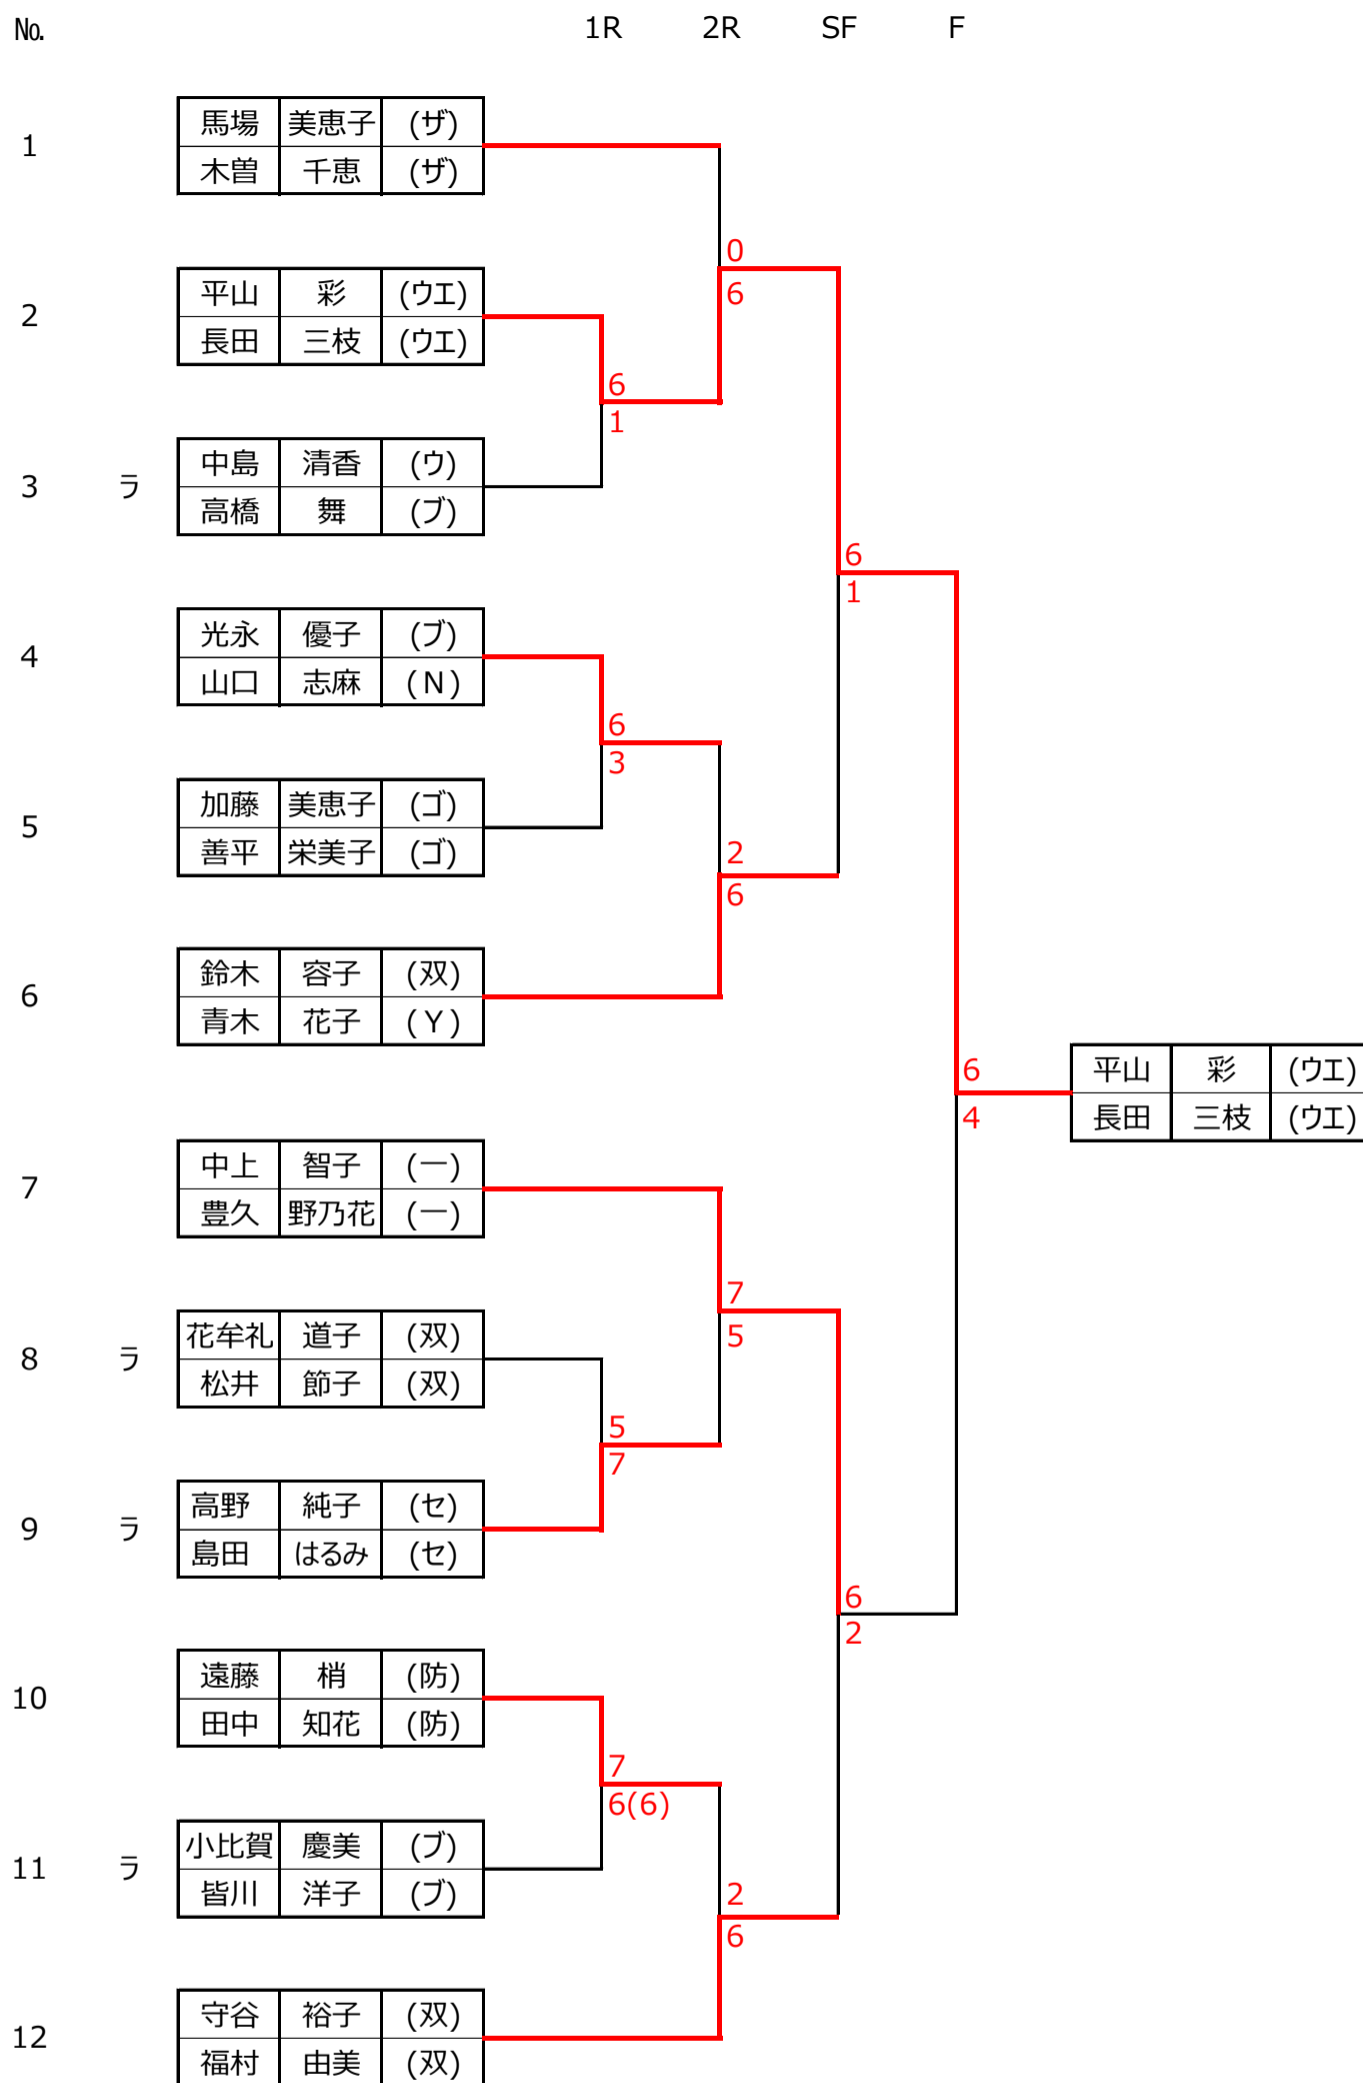 № 1R 2R SF F
1 馬場 美恵子 (ザ)
木曽 千恵 (ザ)
0
6
2 平山 彩 (ウエ)
長田 三枝 (ウエ)
6
1
3 ラ 中島 清香 (ウ)
高橋 舞 (ブ)
6
1
4 光永 優子 (ブ)
山口 志麻 (N)
6
3
5 加藤 美恵子 (ゴ)
善平 栄美子 (ゴ)
2
6
6 鈴木 容子 (双)
青木 花子 (Y)
6
4
平山 彩 (ウエ)
長田 三枝 (ウエ)
7 中上 智子 (一)
豊久 野乃花 (一)
7
5
8 ラ 花牟礼 道子 (双)
松井 節子 (双)
5
7
9 ラ 高野 純子 (セ)
島田 はるみ (セ)
6
2
10 遠藤 梢 (防)
田中 知花 (防)
7
6(6)
11 ラ 小比賀 慶美 (ブ)
皆川 洋子 (ブ)
2
6
12 守谷 裕子 (双)
福村 由美 (双)